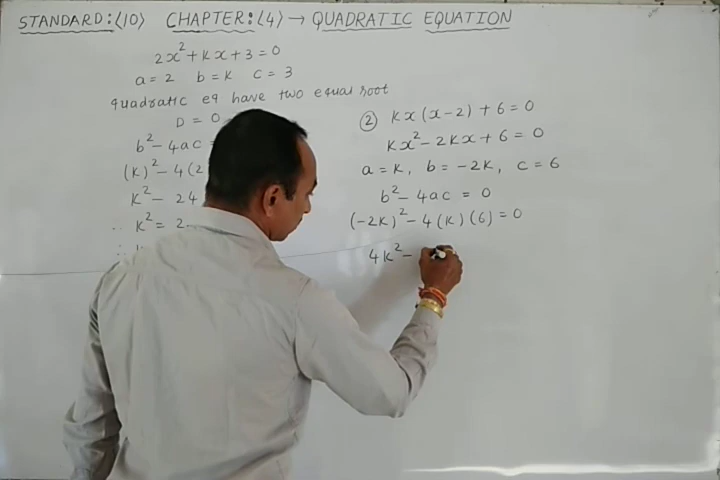 STANDARD:⟨10⟩ CHAPTER:⟨4⟩ → QUADRATIC EQUATION
2x² + Kx + 3 = 0
a = 2 b = K c = 3
quadratic eq have two equal root
D = 0
b² - 4ac =
(K)² - 4(2
K² - 24
∴ K² = 2
∴
② Kx(x-2) + 6 = 0
Kx² - 2Kx + 6 = 0
a = K, b = -2K, c = 6
b² - 4ac = 0
(-2K)² - 4(K)(6) = 0
4K² -